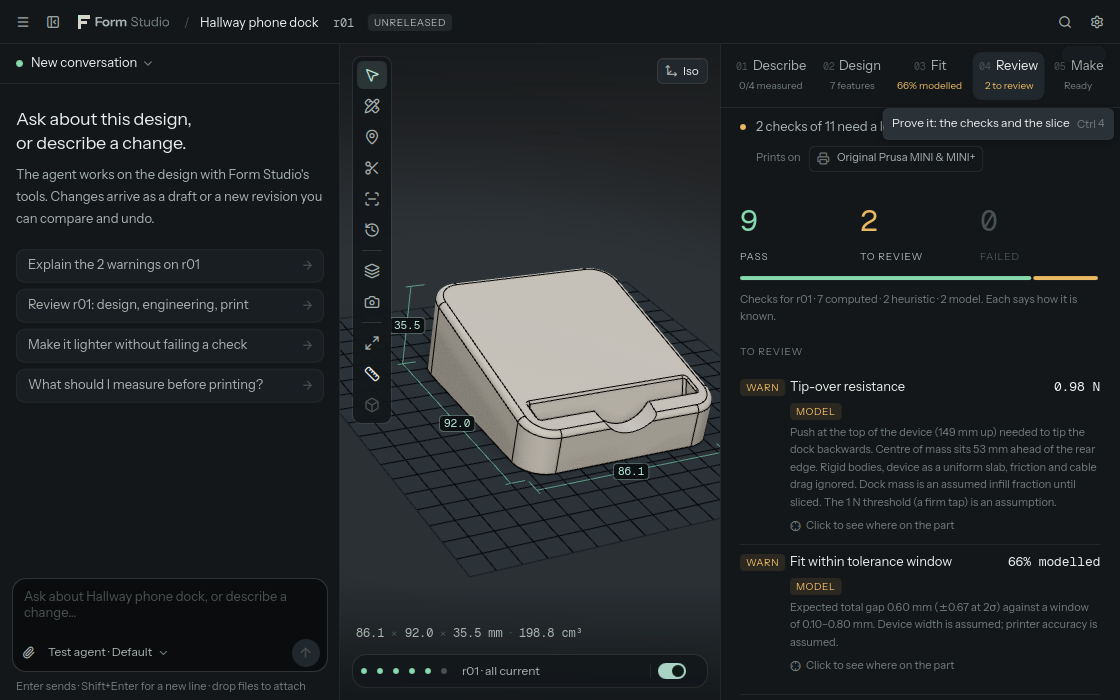 Form Studio / Hallway phone dock r01 UNRELEASED
New conversation
Ask about this design,
or describe a change.
The agent works on the design with Form Studio's
tools. Changes arrive as a draft or a new revision you
can compare and undo.
Explain the 2 warnings on r01
Review r01: design, engineering, print
Make it lighter without failing a check
What should I measure before printing?
Ask about Hallway phone dock, or describe a
change...
Test agent · Default
Enter sends · Shift+Enter for a new line · drop files to attach
Iso
35.5
92.0
86.1
86.1 × 92.0 × 35.5 mm · 198.8 cm³
r01 · all current
01 Describe
0/4 measured
02 Design
7 features
03 Fit
66% modelled
04 Review
2 to review
05 Make
Ready
2 checks of 11 need a
Prove it: the checks and the slice Ctrl 4
Prints on Original Prusa MINI & MINI+
9
PASS
2
TO REVIEW
0
FAILED
Checks for r01 · 7 computed · 2 heuristic · 2 model. Each says how it is
known.
TO REVIEW
WARN Tip-over resistance 0.98 N
MODEL
Push at the top of the device (149 mm up) needed to tip the
dock backwards. Centre of mass sits 53 mm ahead of the rear
edge. Rigid bodies, device as a uniform slab, friction and cable
drag ignored. Dock mass is an assumed infill fraction until
sliced. The 1 N threshold (a firm tap) is an assumption.
Click to see where on the part
WARN Fit within tolerance window 66% modelled
MODEL
Expected total gap 0.60 mm (±0.67 at 2σ) against a window
of 0.10–0.80 mm. Device width is assumed; printer accuracy is
assumed.
Click to see where on the part